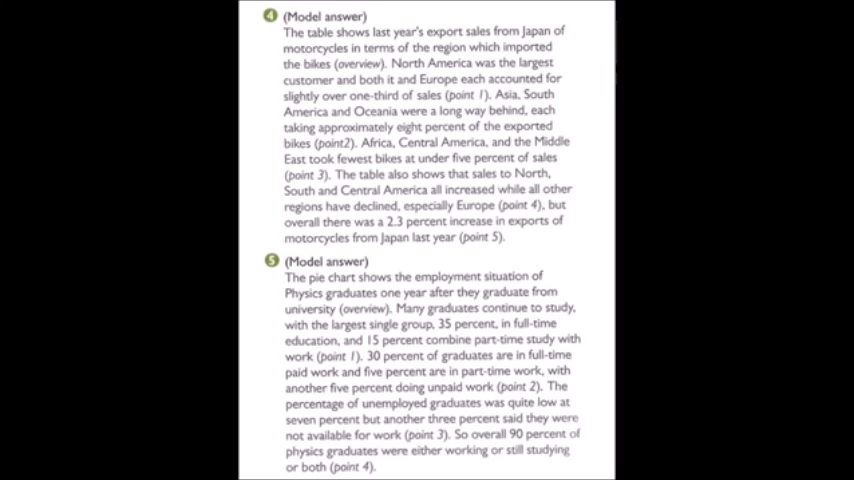 4 (Model answer)
The table shows last year's export sales from Japan of
motorcycles in terms of the region which imported
the bikes (overview). North America was the largest
customer and both it and Europe each accounted for
slightly over one-third of sales (point 1). Asia, South
America and Oceania were a long way behind, each
taking approximately eight percent of the exported
bikes (point2). Africa, Central America, and the Middle
East took fewest bikes at under five percent of sales
(point 3). The table also shows that sales to North,
South and Central America all increased while all other
regions have declined, especially Europe (point 4), but
overall there was a 2.3 percent increase in exports of
motorcycles from Japan last year (point 5).
5 (Model answer)
The pie chart shows the employment situation of
Physics graduates one year after they graduate from
university (overview). Many graduates continue to study,
with the largest single group, 35 percent, in full-time
education, and 15 percent combine part-time study with
work (point 1). 30 percent of graduates are in full-time
paid work and five percent are in part-time work, with
another five percent doing unpaid work (point 2). The
percentage of unemployed graduates was quite low at
seven percent but another three percent said they were
not available for work (point 3). So overall 90 percent of
physics graduates were either working or still studying
or both (point 4).